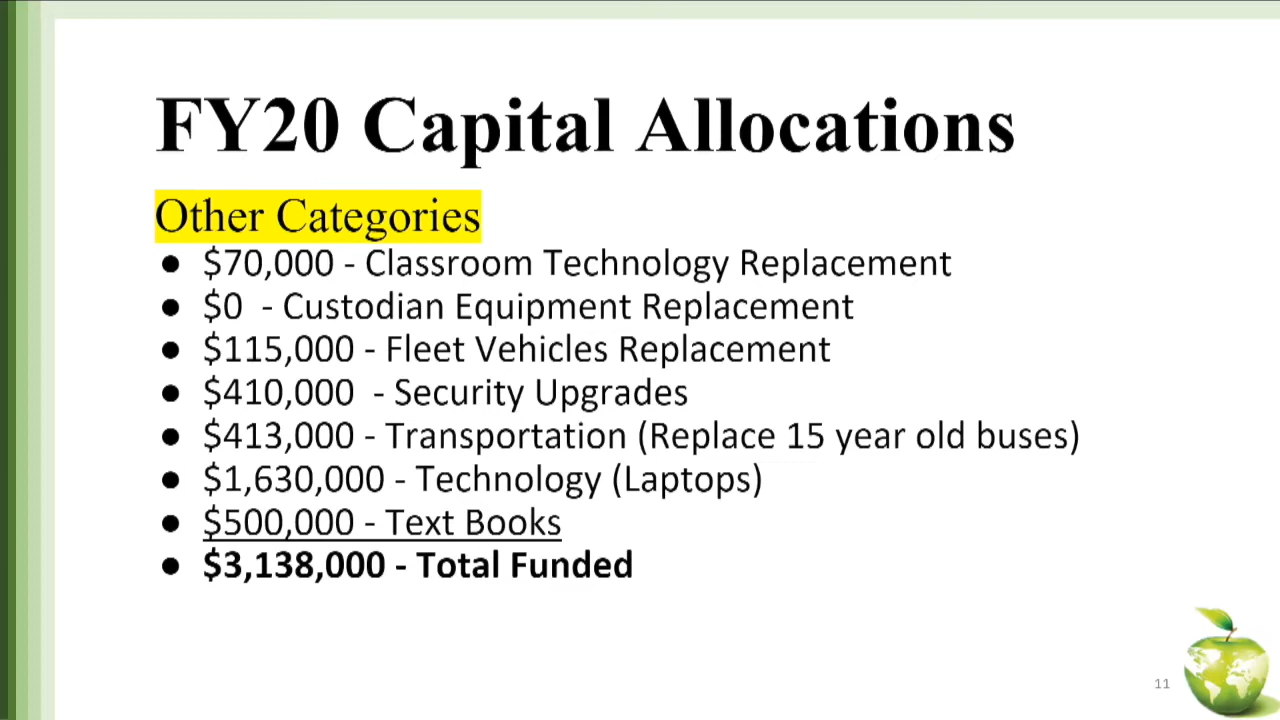 FY20 Capital Allocations
Other Categories
● $70,000 - Classroom Technology Replacement
● $0  - Custodian Equipment Replacement
● $115,000 - Fleet Vehicles Replacement
● $410,000  - Security Upgrades
● $413,000 - Transportation (Replace 15 year old buses)
● $1,630,000 - Technology (Laptops)
● $500,000 - Text Books
● $3,138,000 - Total Funded
11